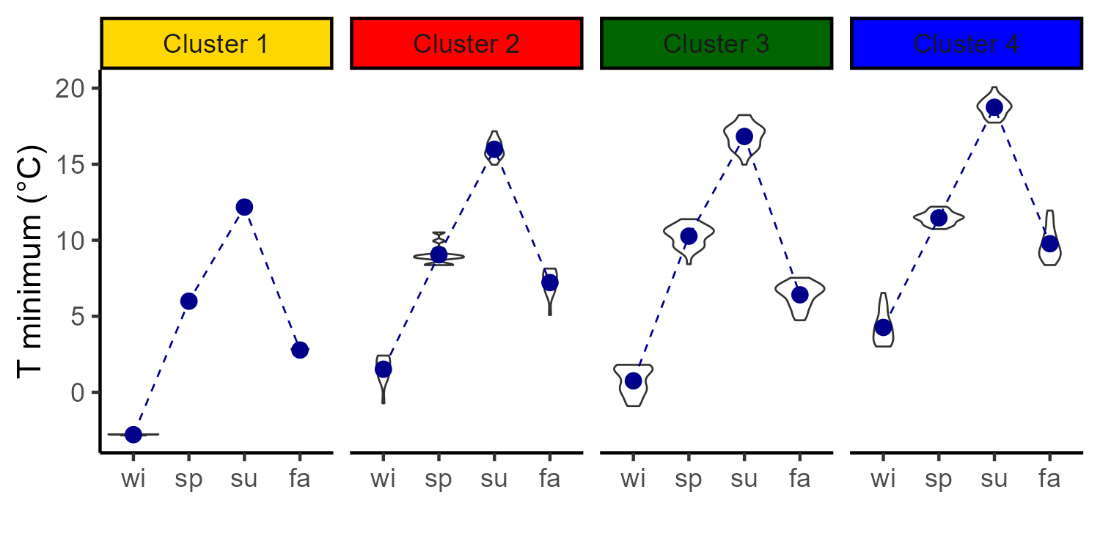 Cluster 1 Cluster 2 Cluster 3 Cluster 4
T minimum (°C)
20
15
10
5
0
wi sp su fa wi sp su fa wi sp su fa wi sp su fa